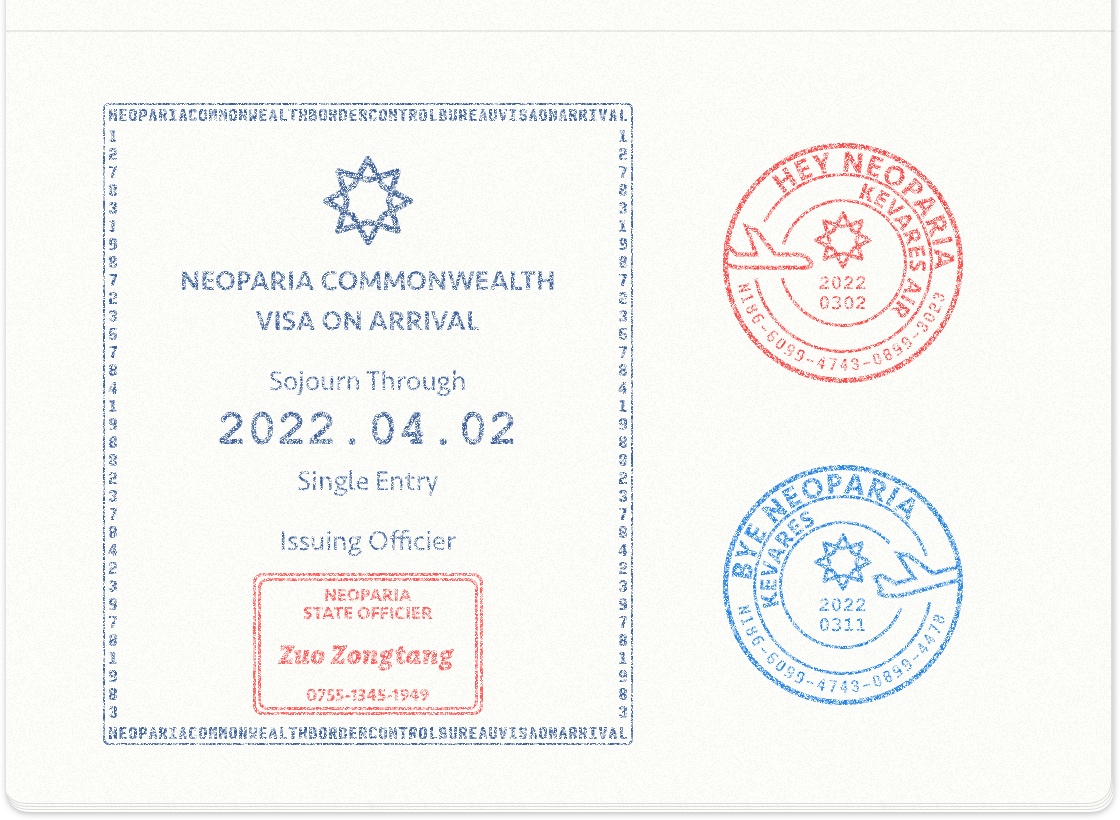 NEOPARIACOMMONWEALTHBORDERCONTROLBUREAUVISAONARRIVAL
NEOPARIA COMMONWEALTH
VISA ON ARRIVAL
Sojourn Through
2022.04.02
Single Entry
Issuing Officier
NEOPARIA
STATE OFFICIER
Zuo Zongtang
0755-1345-1949
NEOPARIACOMMONWEALTHBORDERCONTROLBUREAUVISAONARRIVAL
HEY NEOPARIA
KEVARES AIR
2022
0302
N186-6099-4743-0899-3023
BYE NEOPARIA
KEVARES
2022
0311
N186-6099-4743-0899-4478